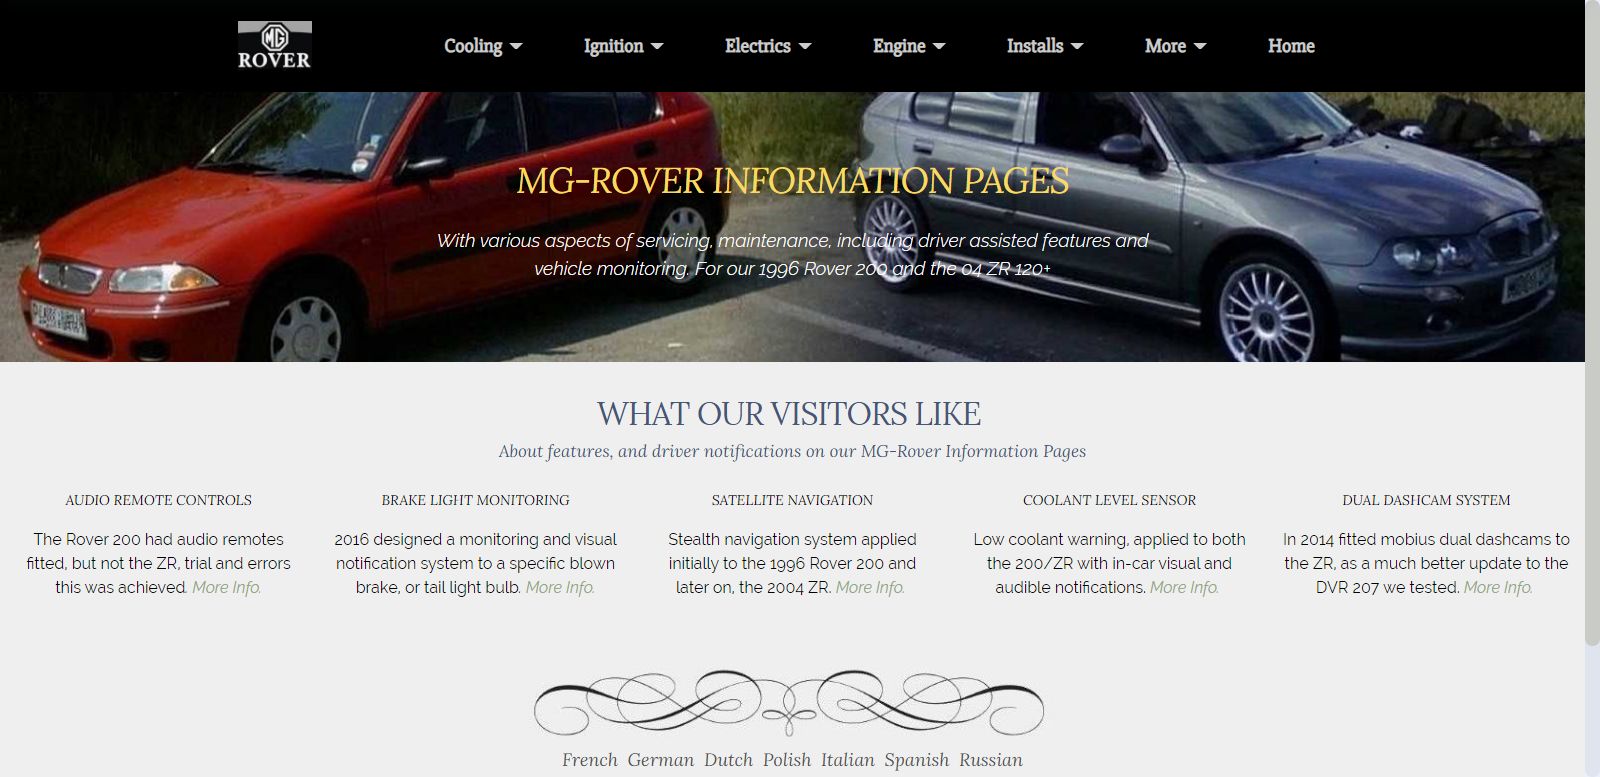 MG
ROVER
Cooling Ignition Electrics Engine Installs More Home
MG-ROVER INFORMATION PAGES
With various aspects of servicing, maintenance, including driver assisted features and
vehicle monitoring. For our 1996 Rover 200 and the 04 ZR 120+
WHAT OUR VISITORS LIKE
About features, and driver notifications on our MG-Rover Information Pages
AUDIO REMOTE CONTROLS
The Rover 200 had audio remotes
fitted, but not the ZR, trial and errors
this was achieved. More Info.
BRAKE LIGHT MONITORING
2016 designed a monitoring and visual
notification system to a specific blown
brake, or tail light bulb. More Info.
SATELLITE NAVIGATION
Stealth navigation system applied
initially to the 1996 Rover 200 and
later on, the 2004 ZR. More Info.
COOLANT LEVEL SENSOR
Low coolant warning, applied to both
the 200/ZR with in-car visual and
audible notifications. More Info.
DUAL DASHCAM SYSTEM
In 2014 fitted mobius dual dashcams to
the ZR, as a much better update to the
DVR 207 we tested. More Info.
French German Dutch Polish Italian Spanish Russian